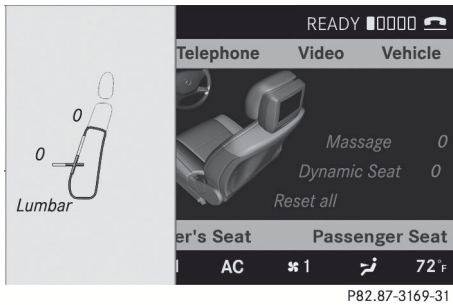 READY
Telephone Video Vehicle
0
0
Lumbar
Massage 0
Dynamic Seat 0
Reset all
er's Seat Passenger Seat
AC 1 72°F
P82.87-3169-31